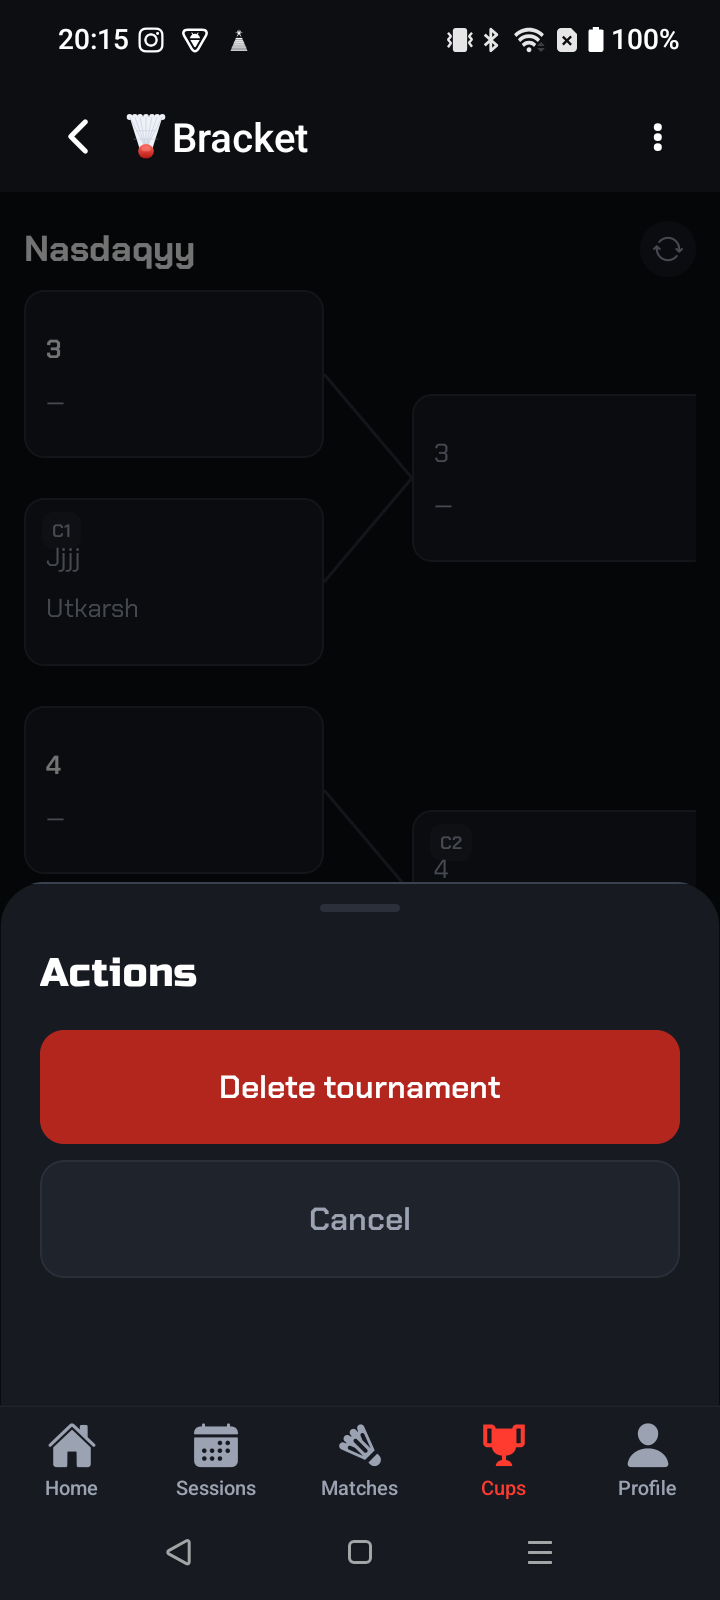 20:15 100%
Bracket
Nasdaqyy
3
—
3
—
C1
Jjjj
Utkarsh
4
—
C2
4
Actions
Delete tournament
Cancel
Home Sessions Matches Cups Profile